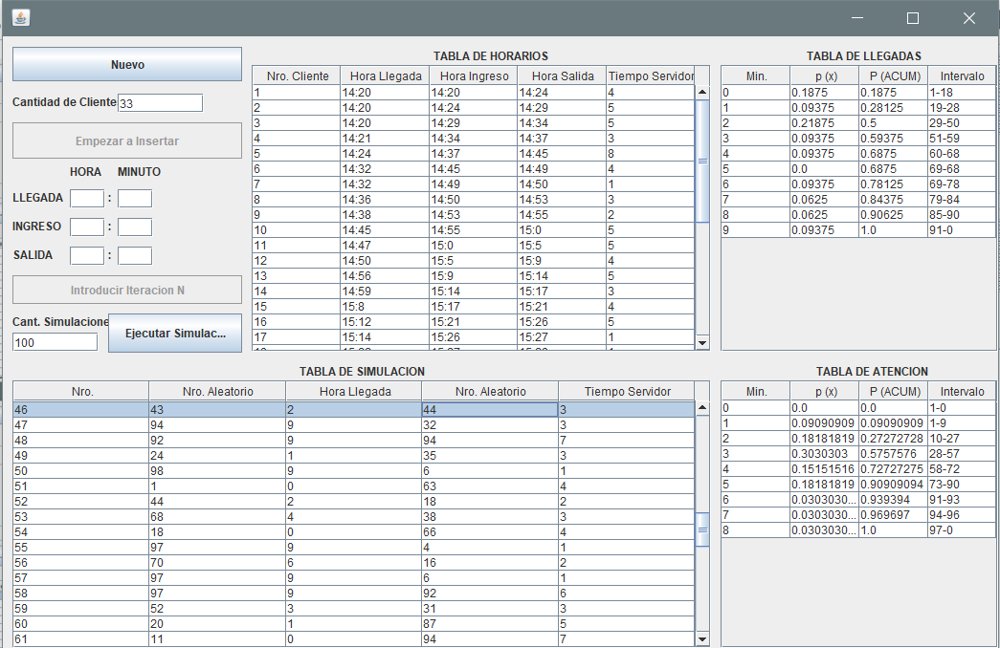 Nuevo
Cantidad de Cliente 33
Empezar a Insertar
HORA MINUTO
LLEGADA :
INGRESO :
SALIDA :
Introducir Iteracion N
Cant. Simulacione
100
Ejecutar Simulac...
TABLA DE HORARIOS
Nro. Cliente Hora Llegada Hora Ingreso Hora Salida Tiempo Servidor
1 14:20 14:20 14:24 4
2 14:20 14:24 14:29 5
3 14:20 14:29 14:34 5
4 14:21 14:34 14:37 3
5 14:24 14:37 14:45 8
6 14:32 14:45 14:49 4
7 14:32 14:49 14:50 1
8 14:36 14:50 14:53 3
9 14:38 14:53 14:55 2
10 14:45 14:55 15:0 5
11 14:47 15:0 15:5 5
12 14:50 15:5 15:9 4
13 14:56 15:9 15:14 5
14 14:59 15:14 15:17 3
15 15:8 15:17 15:21 4
16 15:12 15:21 15:26 5
17 15:14 15:26 15:27 1
TABLA DE LLEGADAS
Min. p (x) P (ACUM) Intervalo
0 0.1875 0.1875 1-18
1 0.09375 0.28125 19-28
2 0.21875 0.5 29-50
3 0.09375 0.59375 51-59
4 0.09375 0.6875 60-68
5 0.0 0.6875 69-68
6 0.09375 0.78125 69-78
7 0.0625 0.84375 79-84
8 0.0625 0.90625 85-90
9 0.09375 1.0 91-0
TABLA DE SIMULACION
Nro. Nro. Aleatorio Hora Llegada Nro. Aleatorio Tiempo Servidor
46 43 2 44 3
47 94 9 32 3
48 92 9 94 7
49 24 1 35 3
50 98 9 6 1
51 1 0 63 4
52 44 2 18 2
53 68 4 38 3
54 18 0 66 4
55 97 9 4 1
56 70 6 16 2
57 97 9 6 1
58 97 9 92 6
59 52 3 31 3
60 20 1 87 5
61 11 0 94 7
TABLA DE ATENCION
Min. p (x) P (ACUM) Intervalo
0 0.0 0.0 1-0
1 0.09090909 0.09090909 1-9
2 0.18181819 0.27272728 10-27
3 0.3030303 0.5757576 28-57
4 0.15151516 0.72727275 58-72
5 0.18181819 0.90909094 73-90
6 0.0303030... 0.939394 91-93
7 0.0303030... 0.969697 94-96
8 0.0303030... 1.0 97-0